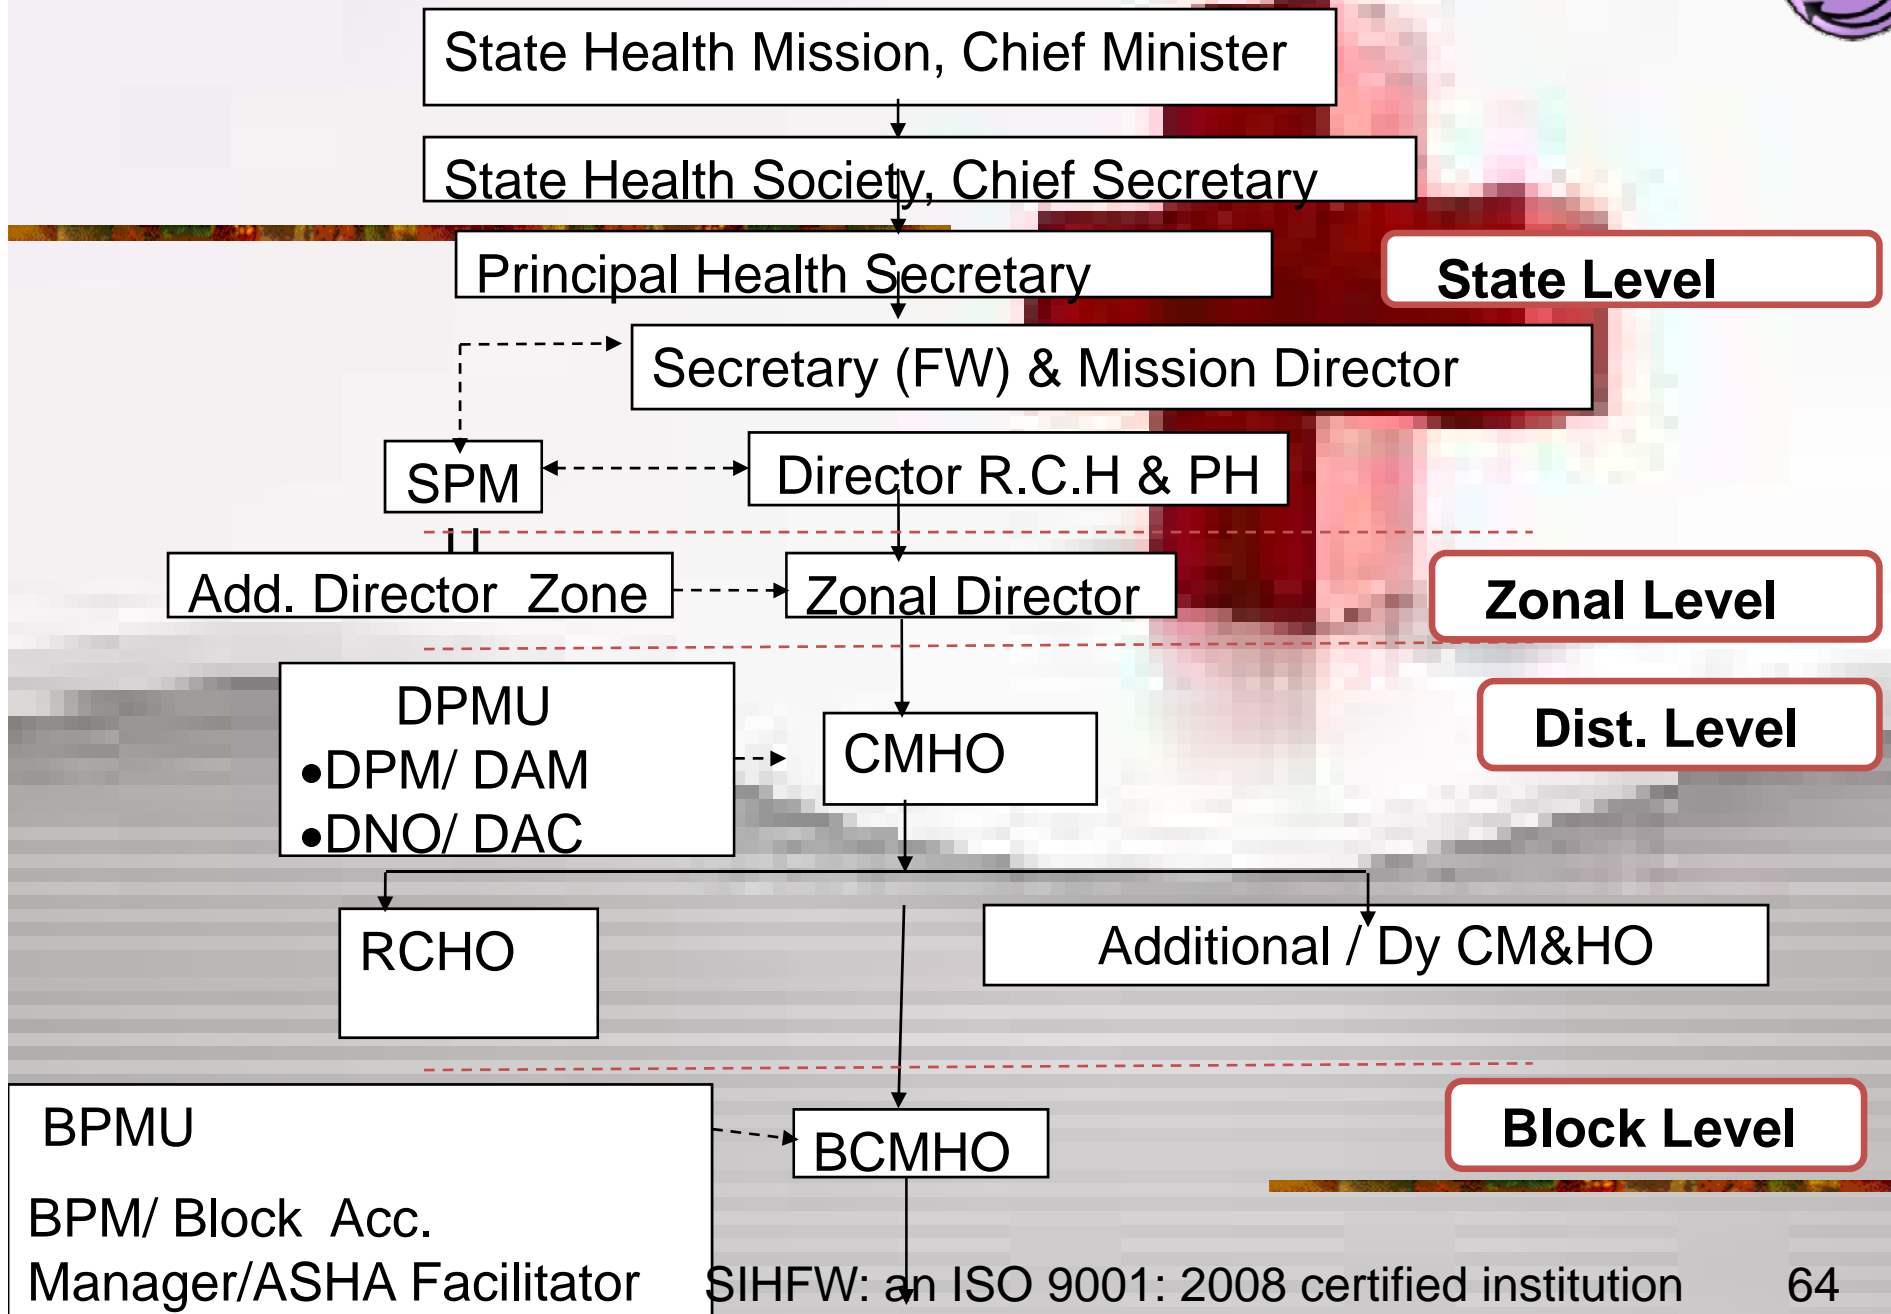 State Health Mission, Chief Minister
State Health Society, Chief Secretary
Principal Health Secretary
State Level
Secretary (FW) & Mission Director
SPM
Director R.C.H & PH
Add. Director Zone
Zonal Director
Zonal Level
DPMU
•DPM/ DAM
•DNO/ DAC
CMHO
Dist. Level
RCHO
Additional / Dy CM&HO
BPMU
BPM/ Block Acc.
Manager/ASHA Facilitator
BCMHO
Block Level
SIHFW: an ISO 9001: 2008 certified institution
64